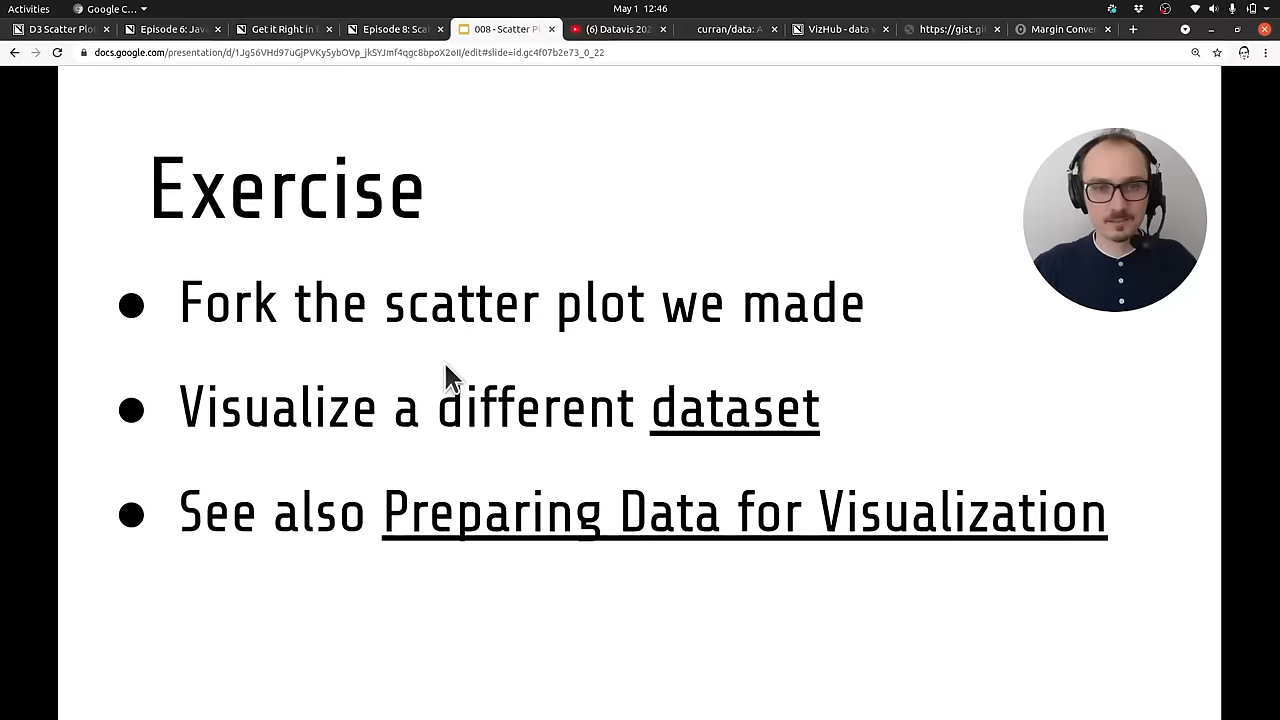 Activities
Google C...
May 1 12:46
D3 Scatter Plo
Episode 6: Jav
Get it Right in
Episode 8: Sca
008 - Scatter P
(6) Datavis 202
curran/data: A
VizHub - data v
https://gist.git
Margin Conver
docs.google.com/presentation/d/1Jg56VHd97uGjPVKy5ybOVp_jkSYJmf4qgc8bpoX2oII/edit#slide=id.gc4f07b2e73_0_22
Exercise
● Fork the scatter plot we made
● Visualize a different dataset
● See also Preparing Data for Visualization